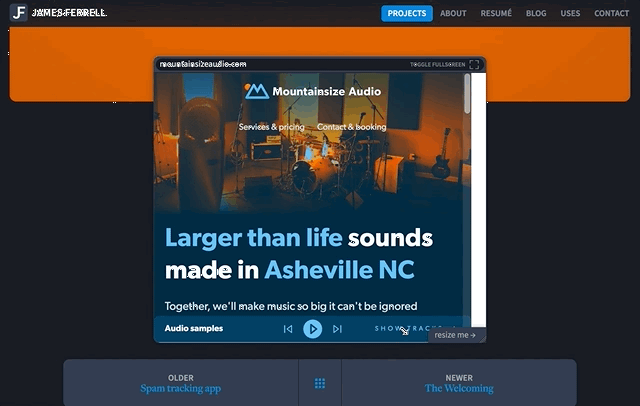 JF JAMES FERRELL
PROJECTS ABOUT RESUMÉ BLOG USES CONTACT
mountainsizeaudio.com TOGGLE FULLSCREEN
Mountainsize Audio
Services & pricing Contact & booking
Larger than life sounds
made in Asheville NC
Together, we'll make music so big it can't be ignored
Audio samples SHOW TRACKS
resize me →
OLDER NEWER
Spam tracking app The Welcoming